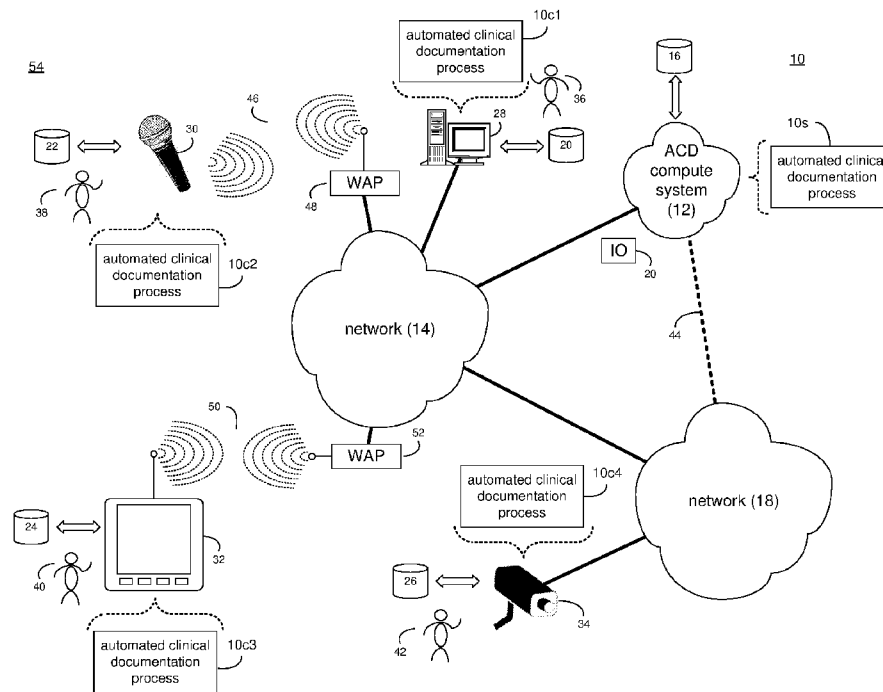 10c1
automated clinical
documentation
process
54
16
10
46
36
10s
30
28
22
20
ACD
compute
system
(12)
automated clinical
documentation
process
WAP
48
38
IO
20
automated clinical
documentation
process
10c2
network (14)
44
50
52
WAP
10c4
automated clinical
documentation
process
network (18)
24
32
40
26
34
42
10c3
automated clinical
documentation
process